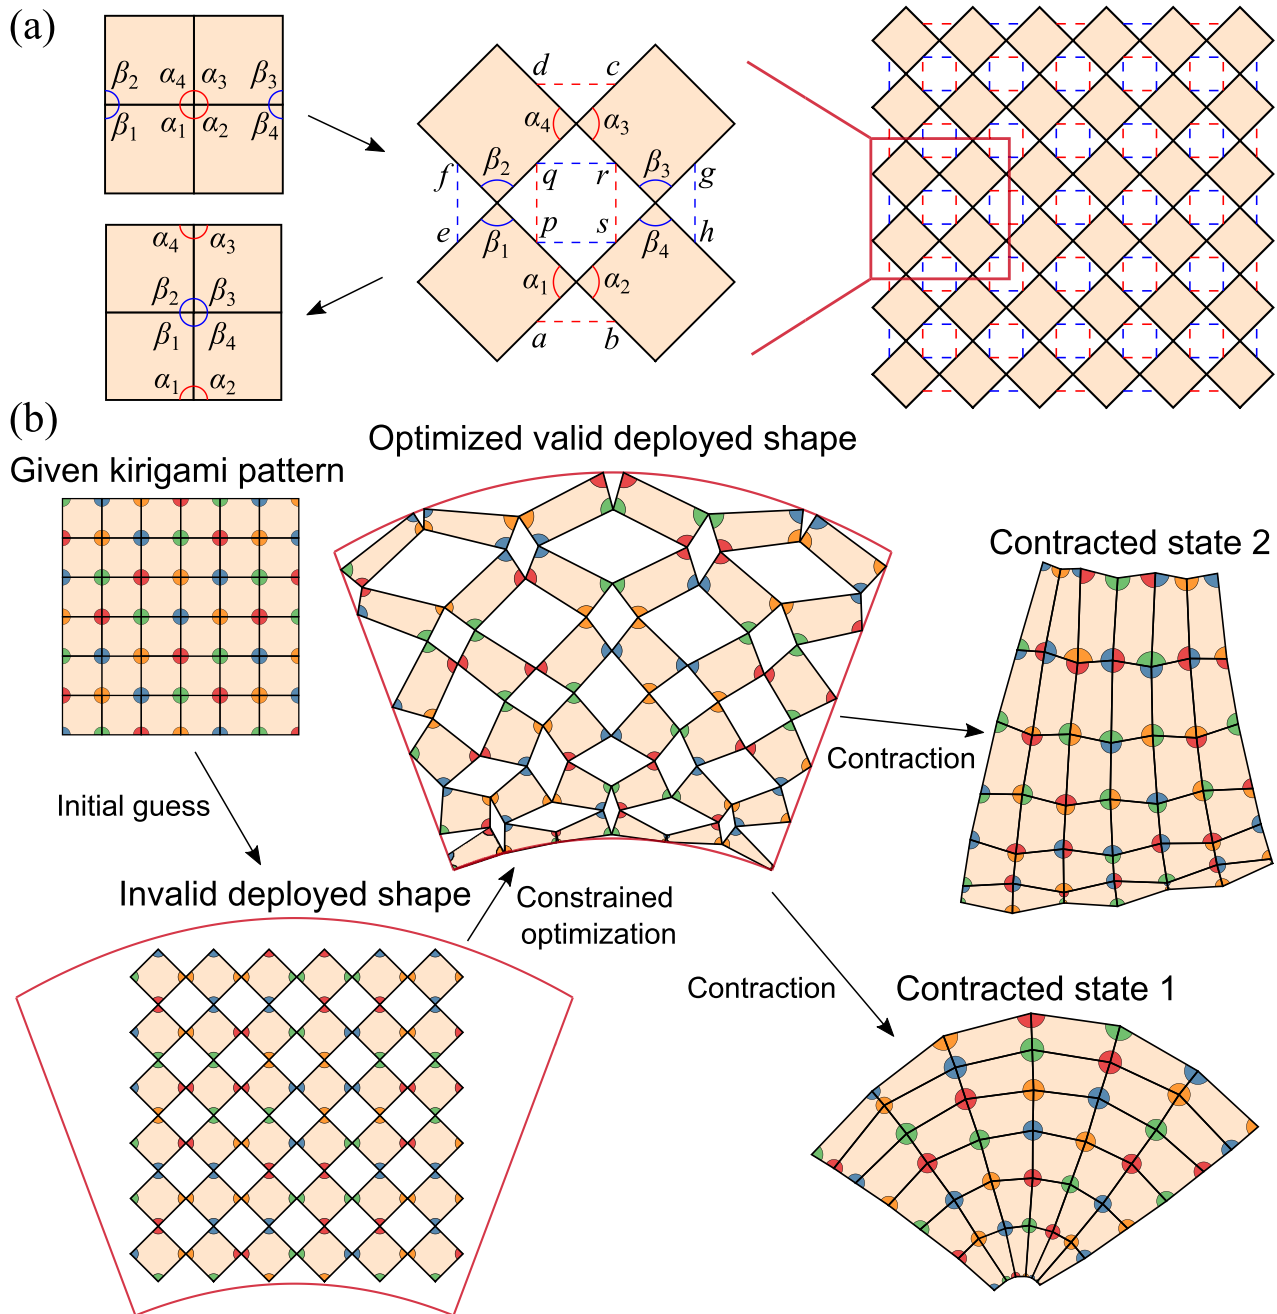 (a)
β2 α4 α3 β3
β1 α1 α2 β4
α4 α3
β2 β3
β1 β4
α1 α2
d c
α4 α3
f β2 q r β3 g
e β1 p s β4 h
α1 α2
a b
(b)
Optimized valid deployed shape
Given kirigami pattern
Contracted state 2
Contraction
Initial guess
Invalid deployed shape
Constrained
optimization
Contraction
Contracted state 1